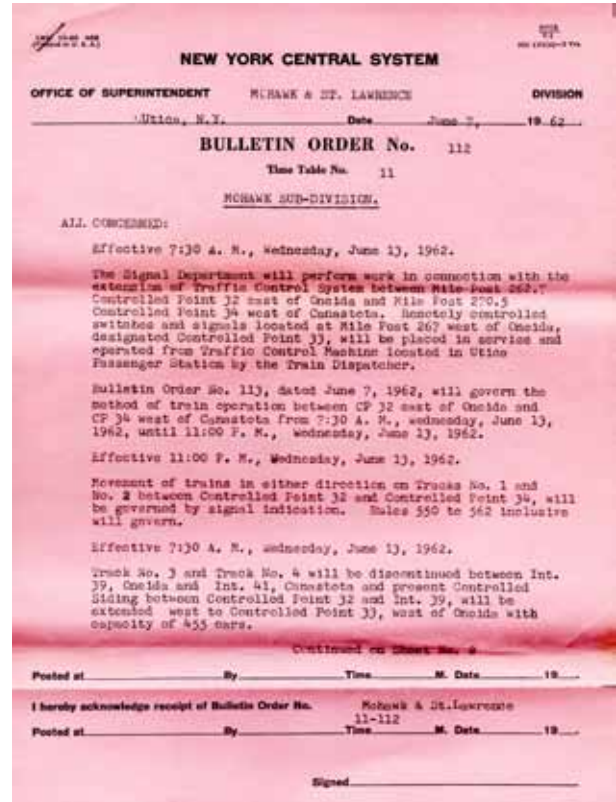 NEW YORK CENTRAL SYSTEM
OFFICE OF SUPERINTENDENT MOHAWK & ST. LAWRENCE DIVISION
Utica, N.Y. Date June 7, 1962
BULLETIN ORDER No. 112
Time Table No. 11
MOHAWK SUB-DIVISION.
ALL CONCERNED:
Effective 7:30 A. M., Wednesday, June 13, 1962.
The Signal Department will perform work in connection with the
extension of Traffic Control System between Mile Post 262.7
Controlled Point 32 east of Oneida and Mile Post 270.5
Controlled Point 34 west of Canastota. Remotely controlled
switches and signals located at Mile Post 267 west of Oneida,
designated Controlled Point 33, will be placed in service and
operated from Traffic Control Machine located in Utica
Passenger Station by the Train Dispatcher.
Bulletin Order No. 113, dated June 7, 1962, will govern the
method of train operation between CP 32 east of Oneida and
CP 34 west of Canastota from 7:30 A. M., Wednesday, June 13,
1962, until 11:00 P. M., Wednesday, June 13, 1962.
Effective 11:00 P. M., Wednesday, June 13, 1962.
Movement of trains in either direction on Tracks No. 1 and
No. 2 between Controlled Point 32 and Controlled Point 34, will
be governed by signal indication. Rules 550 to 562 inclusive
will govern.
Effective 7:30 A. M., Wednesday, June 13, 1962.
Track No. 3 and Track No. 4 will be discontinued between Int.
39, Oneida and Int. 41, Canastota and present Controlled
Siding between Controlled Point 32 and Int. 39, will be
extended west to Controlled Point 33, west of Oneida with
capacity of 455 cars.
Continued on Sheet No.
Posted at By Time M. Date 19
I hereby acknowledge receipt of Bulletin Order No. Mohawk & St.Lawrence
11-112
Posted at By Time M. Date 19
Signed